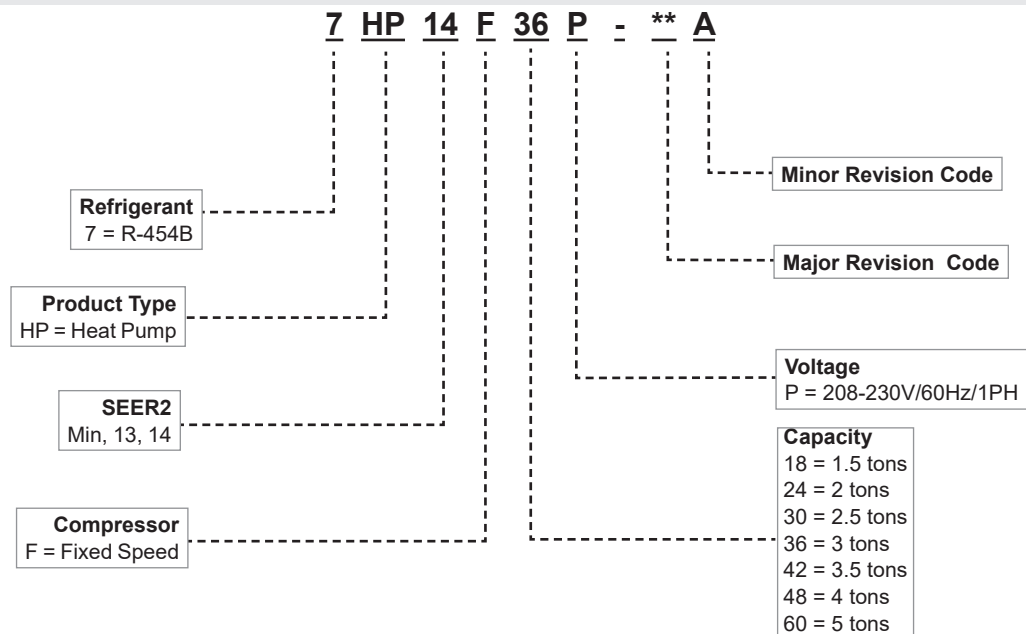 7 HP 14 F 36 P - ** A
Minor Revision Code
Refrigerant
7 = R-454B
Major Revision Code
Product Type
HP = Heat Pump
Voltage
P = 208-230V/60Hz/1PH
SEER2
Min, 13, 14
Capacity
18 = 1.5 tons
24 = 2 tons
30 = 2.5 tons
36 = 3 tons
42 = 3.5 tons
48 = 4 tons
60 = 5 tons
Compressor
F = Fixed Speed